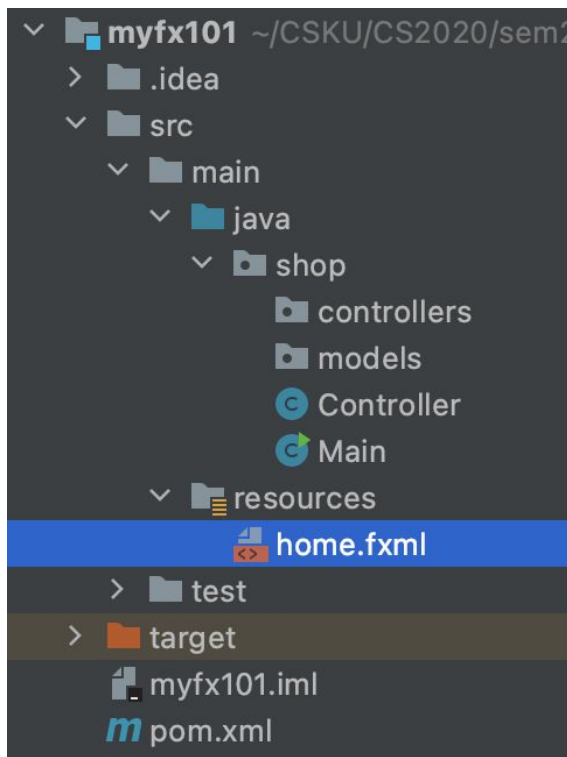 myfx101 ~/CSKU/CS2020/sem2
.idea
src
main
java
shop
controllers
models
C Controller
C Main
resources
<> home.fxml
test
target
myfx101.iml
m pom.xml